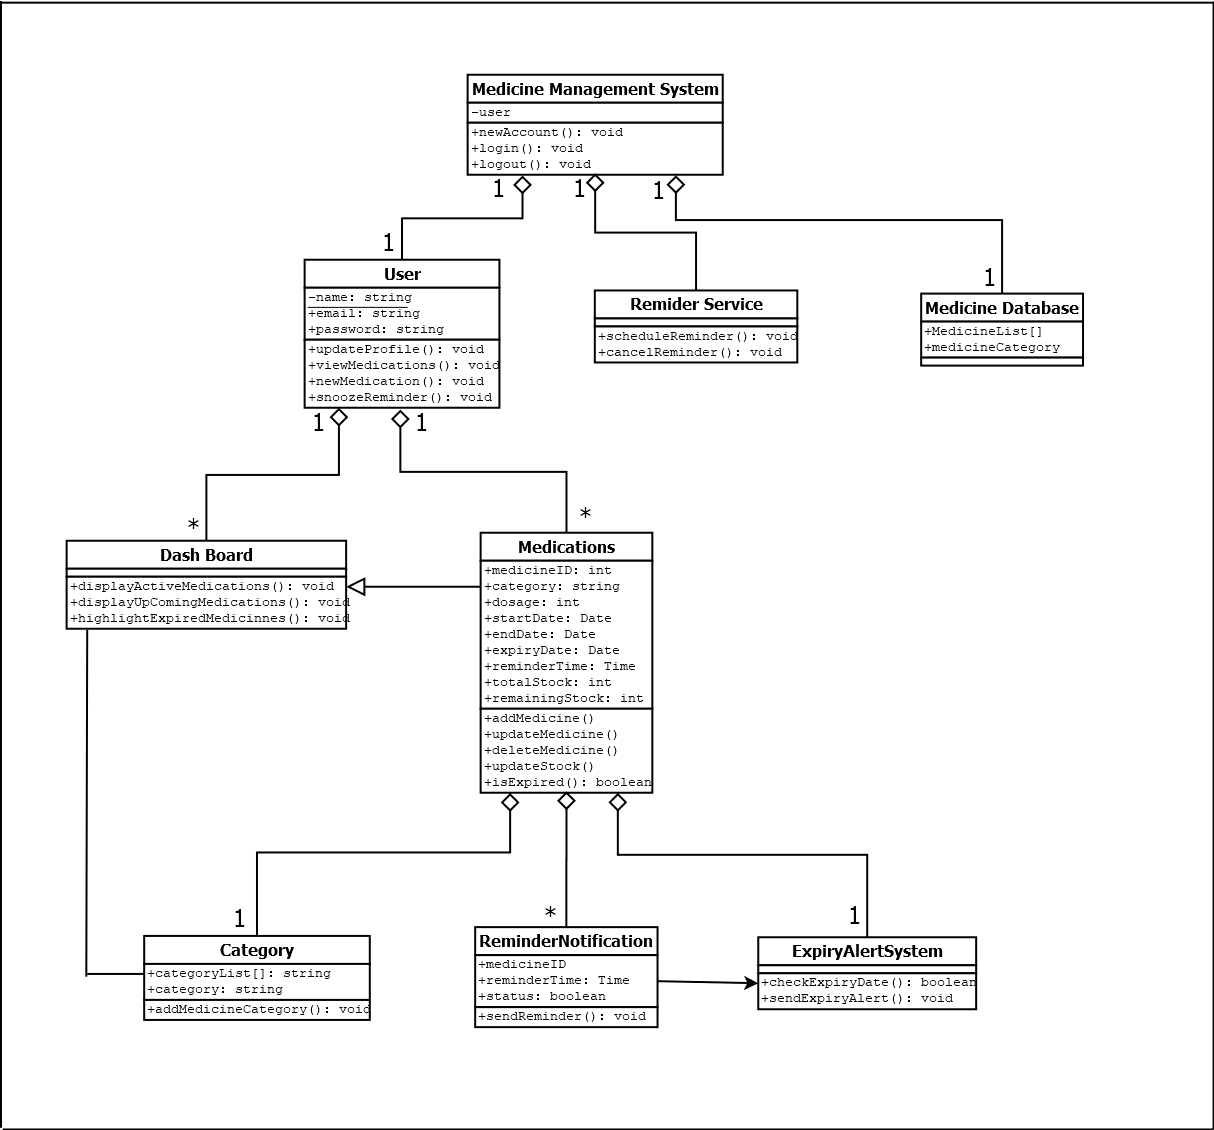 Medicine Management System
-user
+newAccount(): void
+login(): void
+logout(): void
1
1
1
1
1
User
-name: string
+email: string
+password: string
+updateProfile(): void
+viewMedications(): void
+newMedication(): void
+snoozeReminder(): void
Remider Service
+scheduleReminder(): void
+cancelReminder(): void
Medicine Database
+MedicineList[]
+medicineCategory
1
1
*
*
Dash Board
+displayActiveMedications(): void
+displayUpComingMedications(): void
+highlightExpiredMedicinnes(): void
Medications
+medicineID: int
+category: string
+dosage: int
+startDate: Date
+endDate: Date
+expiryDate: Date
+reminderTime: Time
+totalStock: int
+remainingStock: int
+addMedicine()
+updateMedicine()
+deleteMedicine()
+updateStock()
+isExpired(): boolean
1
*
1
Category
+categoryList[]: string
+category: string
+addMedicineCategory(): void
ReminderNotification
+medicineID
+reminderTime: Time
+status: boolean
+sendReminder(): void
ExpiryAlertSystem
+checkExpiryDate(): boolean
+sendExpiryAlert(): void